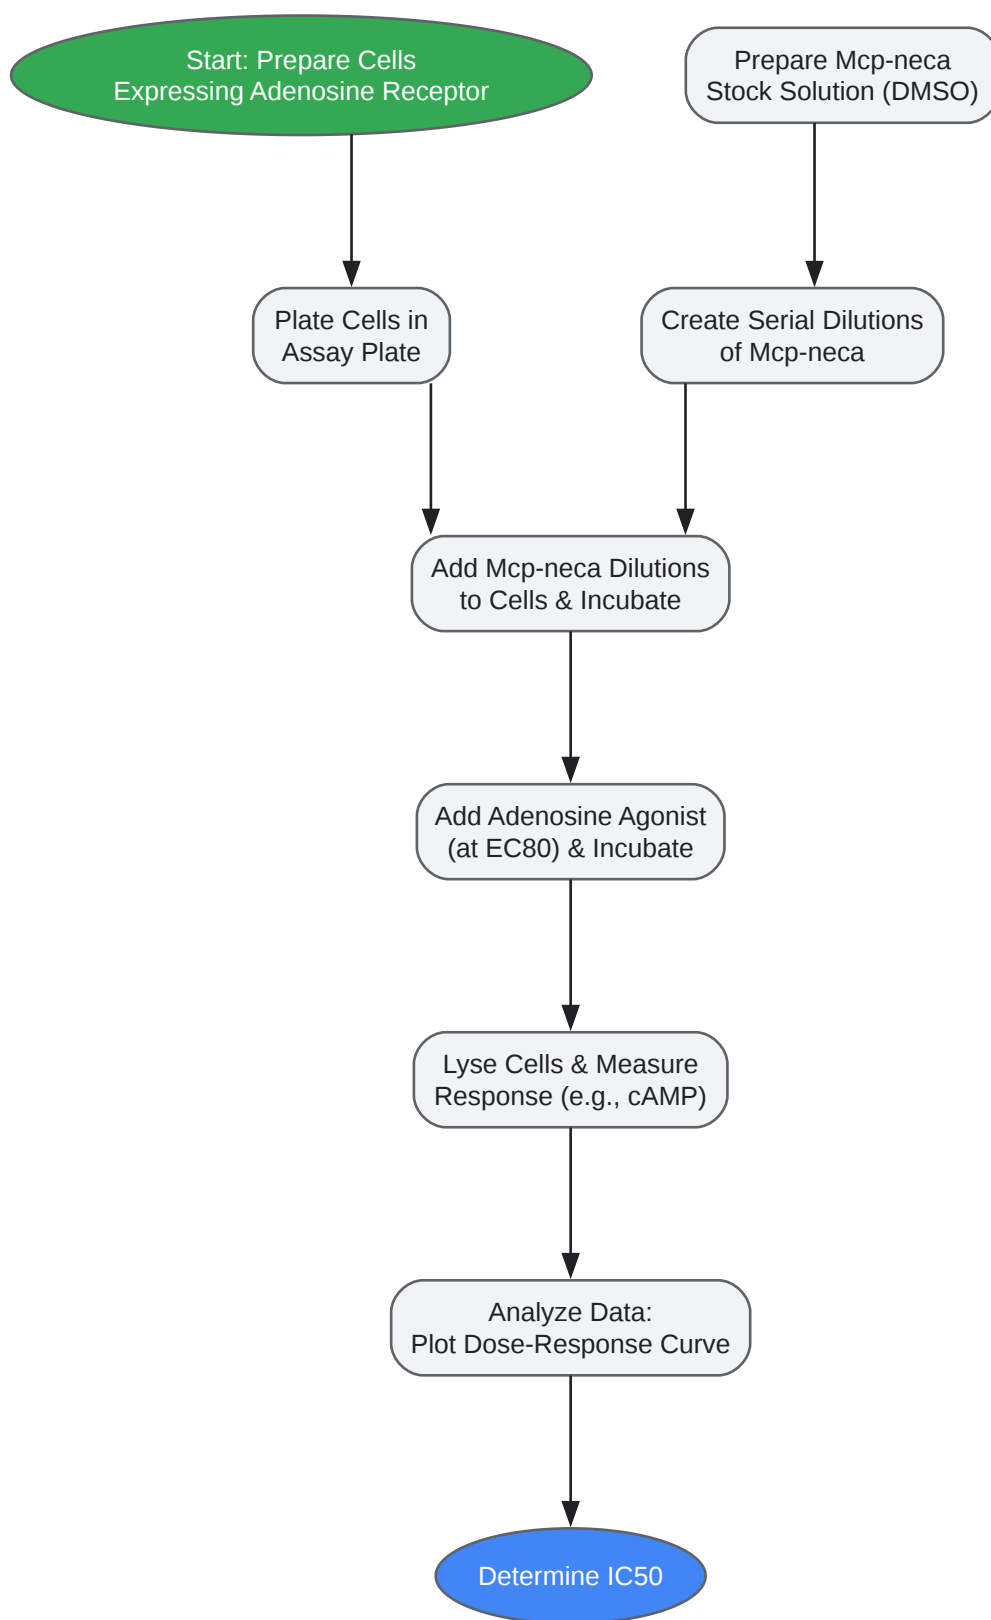 Start: Prepare Cells
Expressing Adenosine Receptor
Prepare Mcp-neca
Stock Solution (DMSO)
Plate Cells in
Assay Plate
Create Serial Dilutions
of Mcp-neca
Add Mcp-neca Dilutions
to Cells & Incubate
Add Adenosine Agonist
(at EC80) & Incubate
Lyse Cells & Measure
Response (e.g., cAMP)
Analyze Data:
Plot Dose-Response Curve
Determine IC50